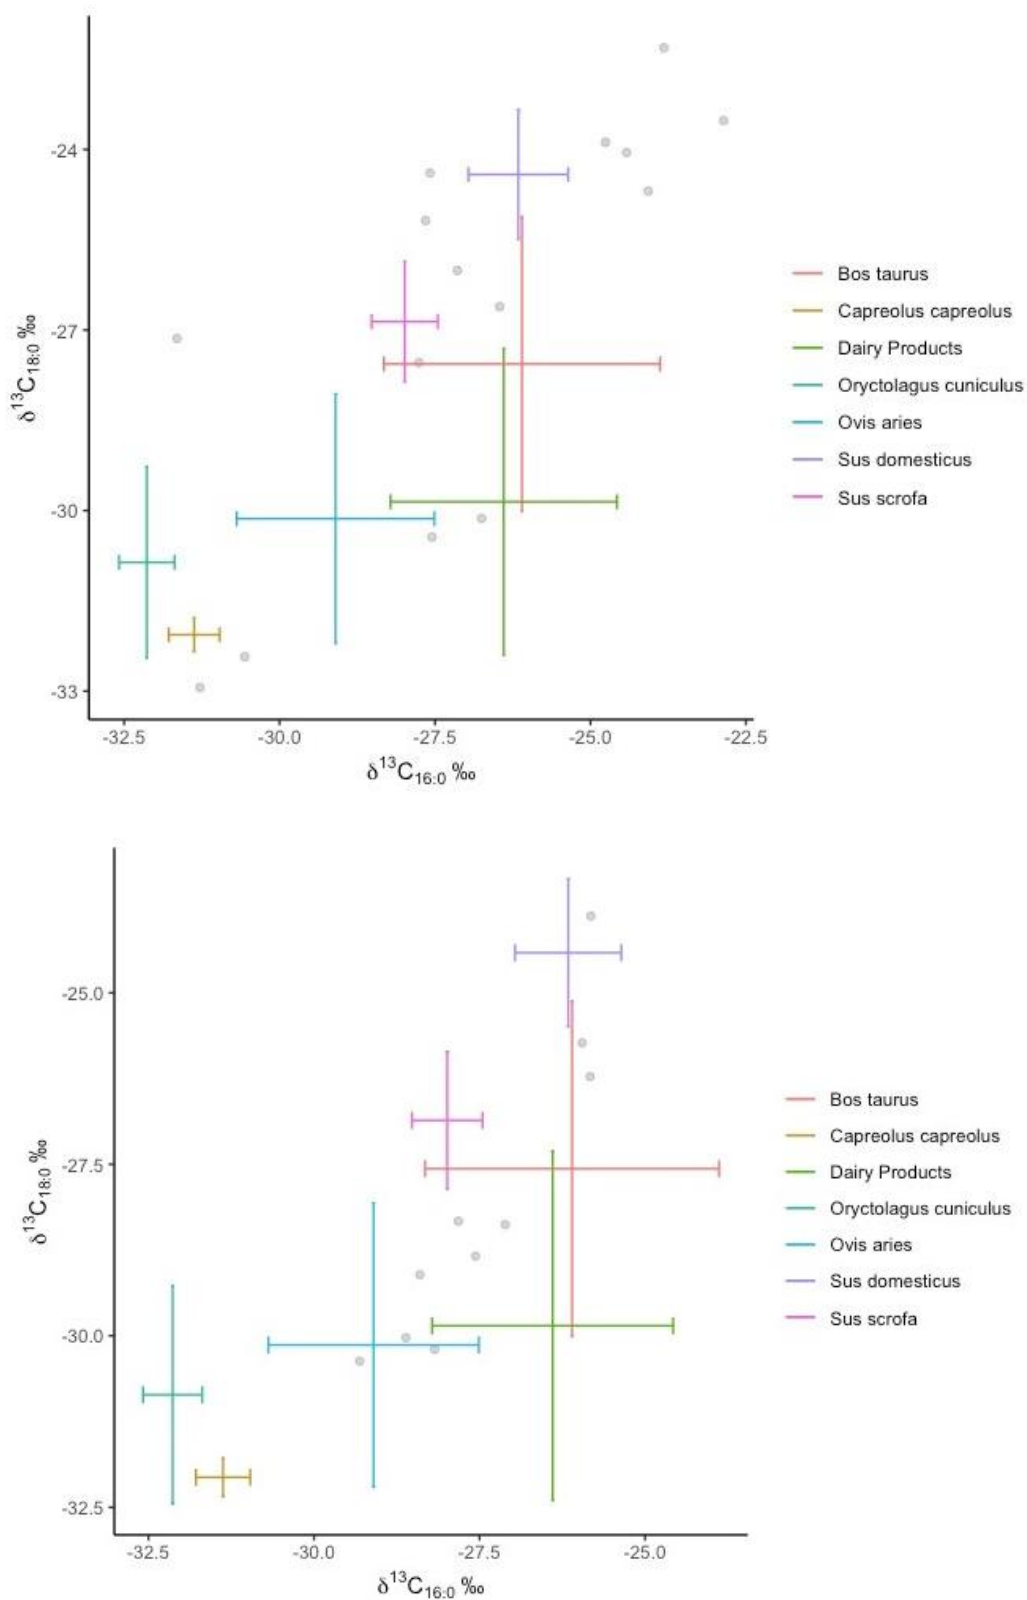 -24
-27
-30
-33
δ¹³C₁₈:₀ ‰
-32.5 -30.0 -27.5 -25.0 -22.5
δ¹³C₁₆:₀ ‰
Bos taurus
Capreolus capreolus
Dairy Products
Oryctolagus cuniculus
Ovis aries
Sus domesticus
Sus scrofa
-25.0
-27.5
-30.0
-32.5
δ¹³C₁₈:₀ ‰
-32.5 -30.0 -27.5 -25.0
δ¹³C₁₆:₀ ‰
Bos taurus
Capreolus capreolus
Dairy Products
Oryctolagus cuniculus
Ovis aries
Sus domesticus
Sus scrofa